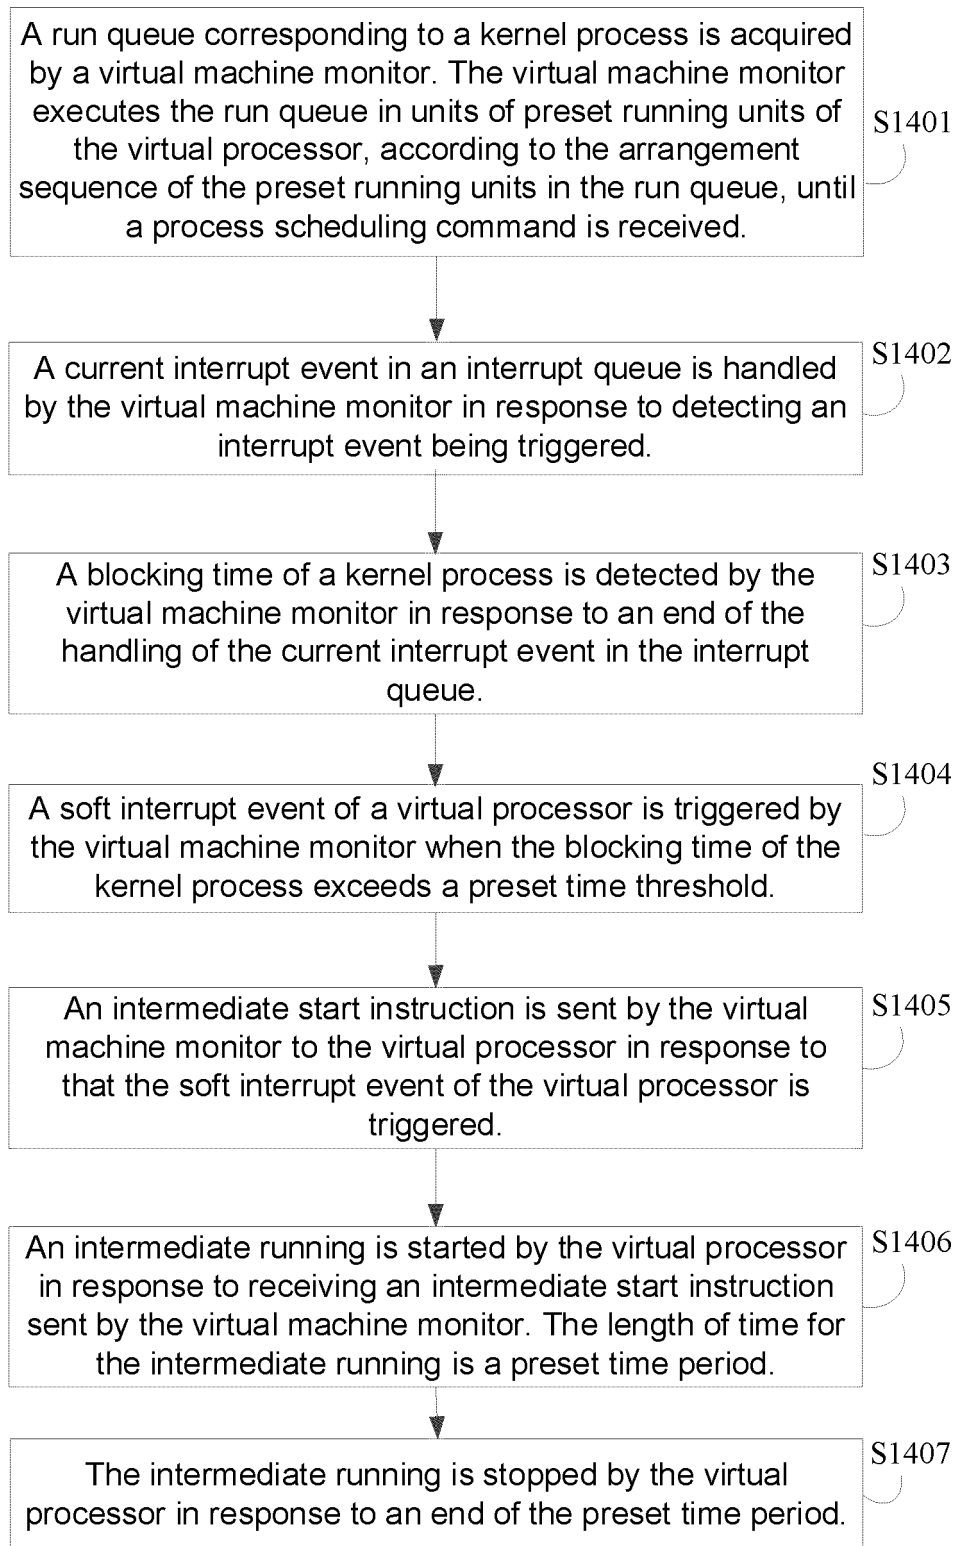 A run queue corresponding to a kernel process is acquired
by a virtual machine monitor. The virtual machine monitor
executes the run queue in units of preset running units of
the virtual processor, according to the arrangement
sequence of the preset running units in the run queue, until
a process scheduling command is received.
S1401
A current interrupt event in an interrupt queue is handled
by the virtual machine monitor in response to detecting an
interrupt event being triggered.
S1402
A blocking time of a kernel process is detected by the
virtual machine monitor in response to an end of the
handling of the current interrupt event in the interrupt
queue.
S1403
A soft interrupt event of a virtual processor is triggered by
the virtual machine monitor when the blocking time of the
kernel process exceeds a preset time threshold.
S1404
An intermediate start instruction is sent by the virtual
machine monitor to the virtual processor in response to
that the soft interrupt event of the virtual processor is
triggered.
S1405
An intermediate running is started by the virtual processor
in response to receiving an intermediate start instruction
sent by the virtual machine monitor. The length of time for
the intermediate running is a preset time period.
S1406
The intermediate running is stopped by the virtual
processor in response to an end of the preset time period.
S1407